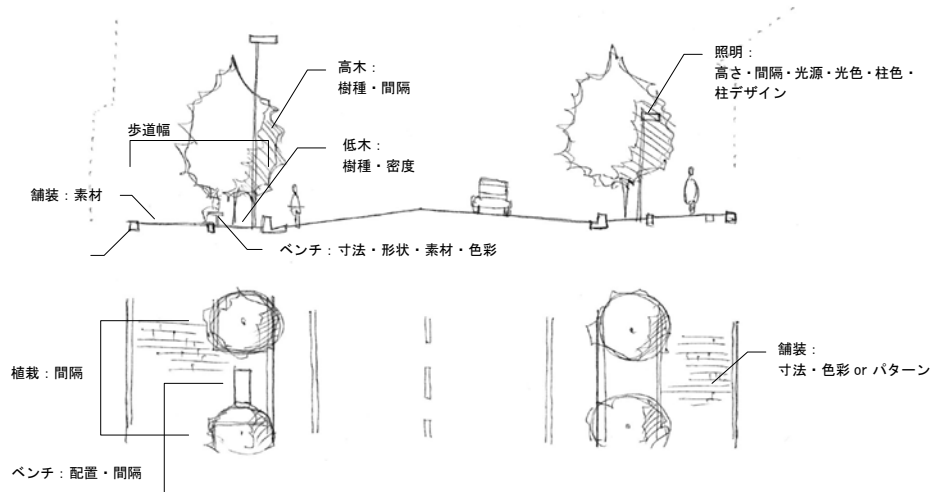 高木：
樹種・間隔
照明：
高さ・間隔・光源・光色・柱色・
柱デザイン
歩道幅
低木：
樹種・密度
舗装：素材
ベンチ：寸法・形状・素材・色彩
植栽：間隔
舗装：
寸法・色彩 or パターン
ベンチ：配置・間隔